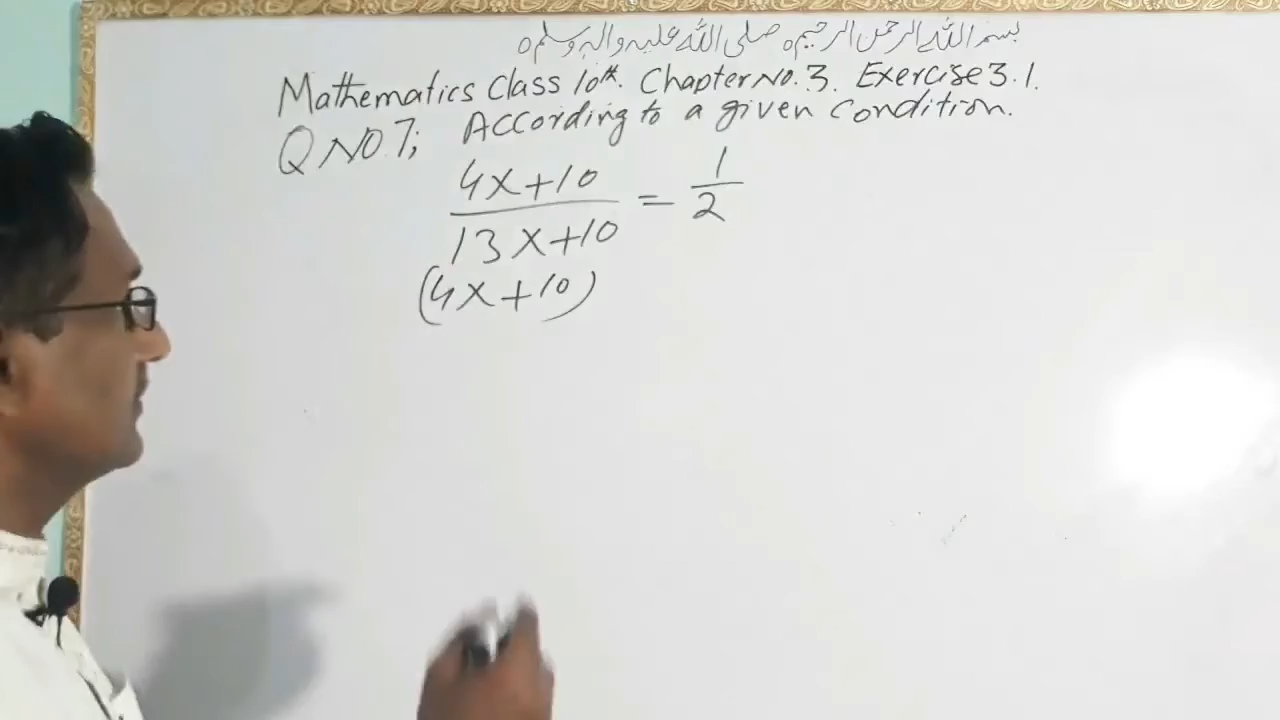 بسم اللہ الرحمن الرحیم ہ صلی اللہ علیہ والہ وسلم ہ
Mathematics Class 10th. Chapter No. 3. Exercise 3.1.
Q NO 7; According to a given condition.
4x+10 / 13x+10 = 1/2
(4x+10)